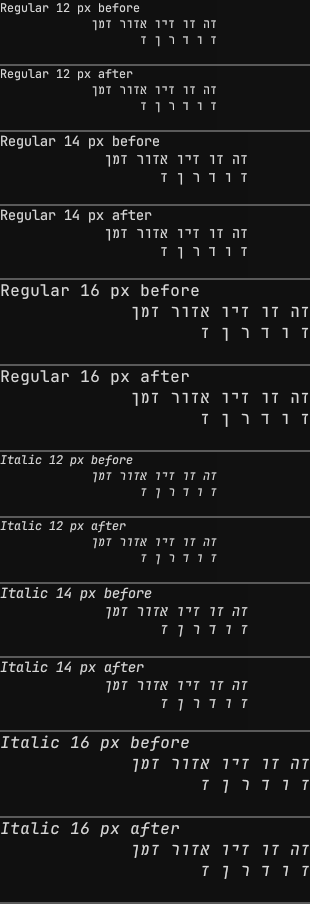 Regular 12 px before
זה זו זיו אזור זמן
ז ו ד ר ן ז
Regular 12 px after
זה זו זיו אזור זמן
ז ו ד ר ן ז
Regular 14 px before
זה זו זיו אזור זמן
ז ו ד ר ן ז
Regular 14 px after
זה זו זיו אזור זמן
ז ו ד ר ן ז
Regular 16 px before
זה זו זיו אזור זמן
ז ו ד ר ן ז
Regular 16 px after
זה זו זיו אזור זמן
ז ו ד ר ן ז
Italic 12 px before
זה זו זיו אזור זמן
ז ו ד ר ן ז
Italic 12 px after
זה זו זיו אזור זמן
ז ו ד ר ן ז
Italic 14 px before
זה זו זיו אזור זמן
ז ו ד ר ן ז
Italic 14 px after
זה זו זיו אזור זמן
ז ו ד ר ן ז
Italic 16 px before
זה זו זיו אזור זמן
ז ו ד ר ן ז
Italic 16 px after
זה זו זיו אזור זמן
ז ו ד ר ן ז